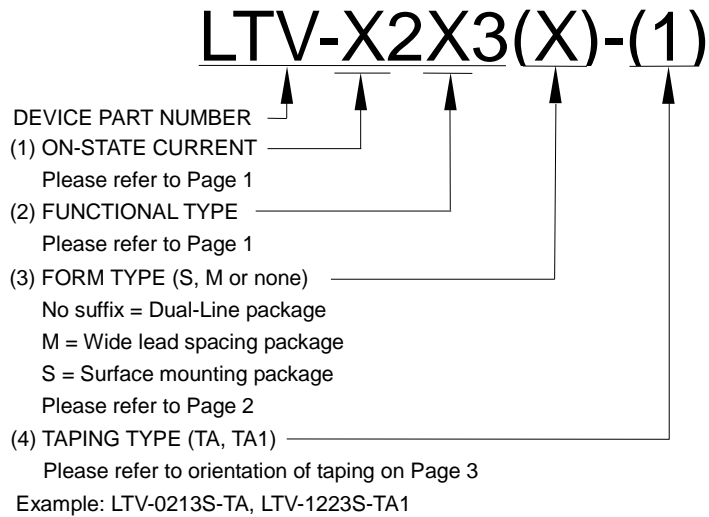 LTV-X2X3(X)-(1)
DEVICE PART NUMBER
(1) ON-STATE CURRENT
Please refer to Page 1
(2) FUNCTIONAL TYPE
Please refer to Page 1
(3) FORM TYPE (S, M or none)
No suffix = Dual-Line package
M = Wide lead spacing package
S = Surface mounting package
Please refer to Page 2
(4) TAPING TYPE (TA, TA1)
Please refer to orientation of taping on Page 3
Example: LTV-0213S-TA, LTV-1223S-TA1